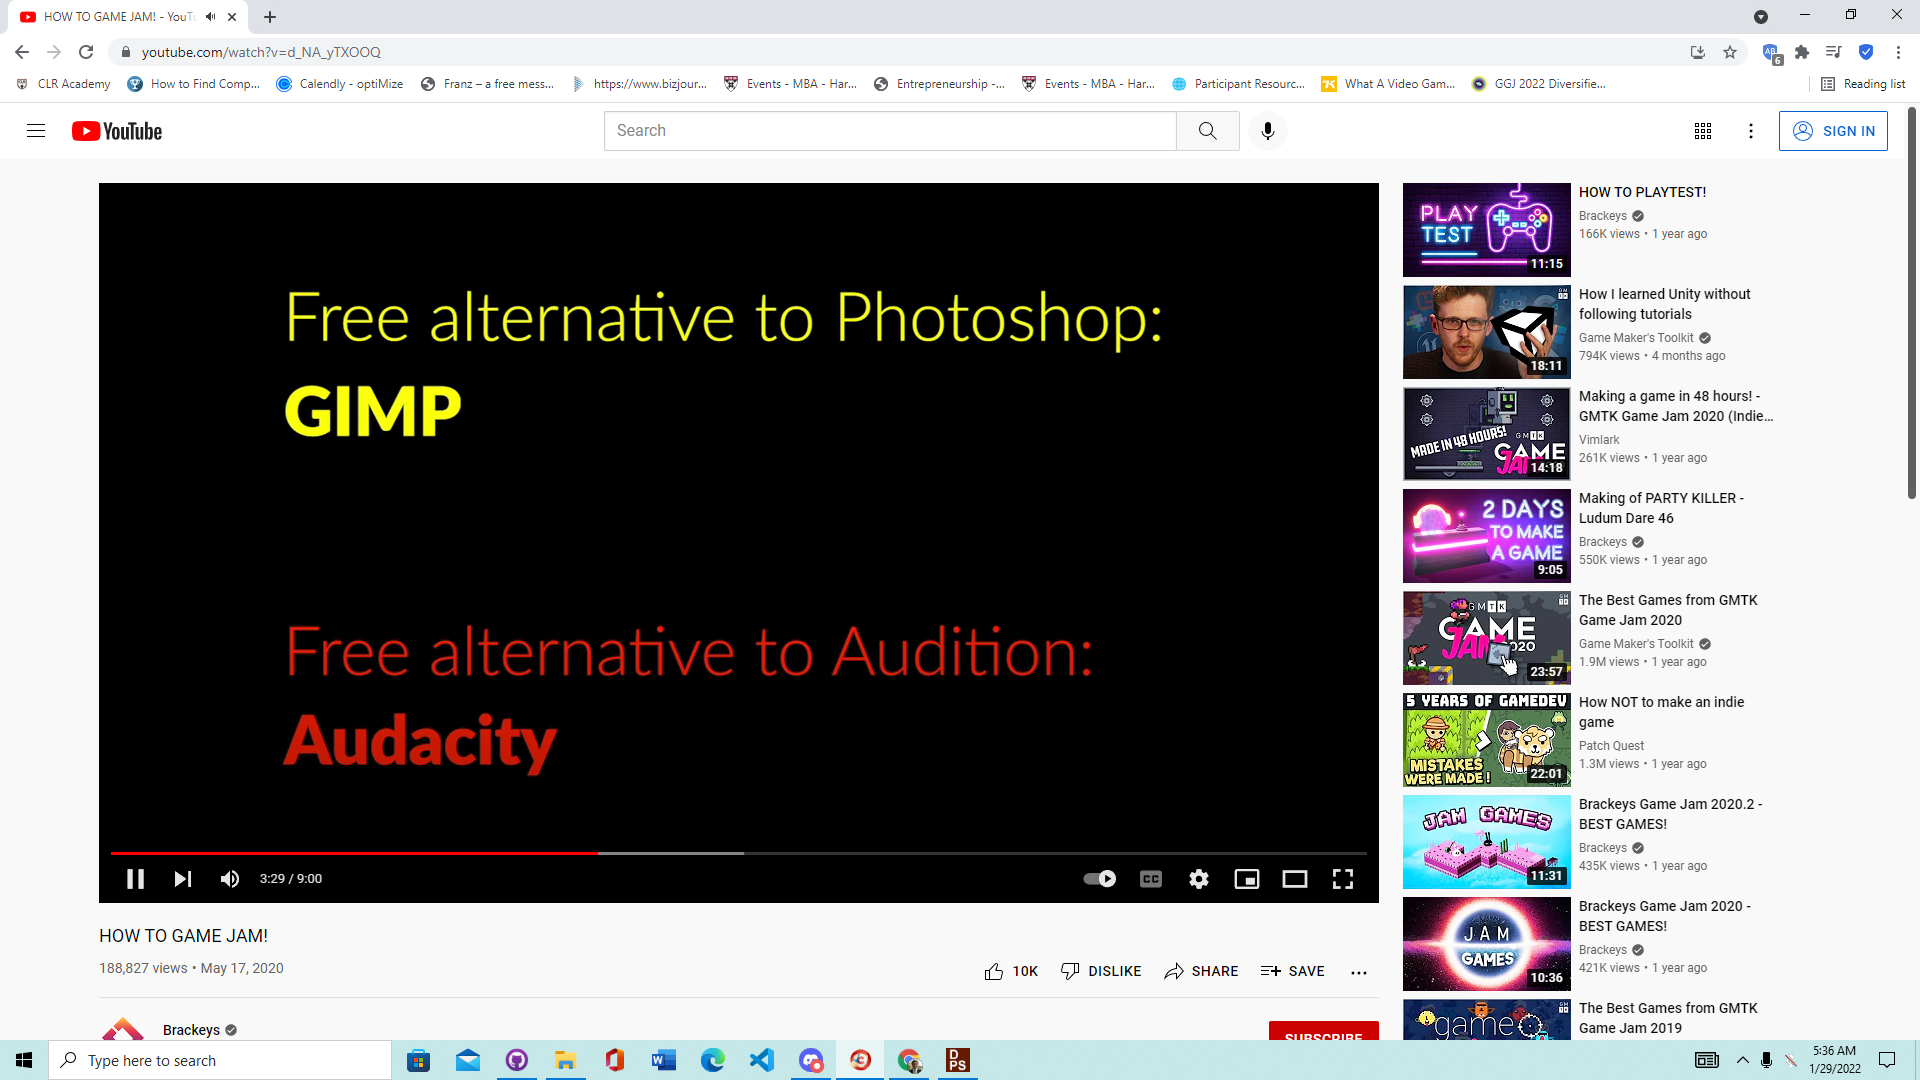 HOW TO GAME JAM! - YouTu
youtube.com/watch?v=d_NA_yTXOOQ
6
CLR Academy
How to Find Comp...
Calendly - optiMize
Franz – a free mess...
https://www.bizjour...
Events - MBA - Har...
Entrepreneurship -...
Events - MBA - Har...
Participant Resourc...
What A Video Gam...
GGJ 2022 Diversifie...
Reading list
YouTube
Search
SIGN IN
Free alternative to Photoshop:
GIMP
Free alternative to Audition:
Audacity
3:29 / 9:00
CC
HOW TO GAME JAM!
188,827 views • May 17, 2020
10K
DISLIKE
SHARE
SAVE
Brackeys
SUBSCRIBE
PLAY
TEST
11:15
HOW TO PLAYTEST!
Brackeys
166K views • 1 year ago
18:11
How I learned Unity without
following tutorials
Game Maker's Toolkit
794K views • 4 months ago
MADE IN 48 HOURS!
GMTK
GAME
JAM
14:18
Making a game in 48 hours! -
GMTK Game Jam 2020 (Indie...
Vimlark
261K views • 1 year ago
2 DAYS
TO MAKE
A GAME
9:05
Making of PARTY KILLER -
Ludum Dare 46
Brackeys
550K views • 1 year ago
GMTK
GAME
JAM
2020
23:57
The Best Games from GMTK
Game Jam 2020
Game Maker's Toolkit
1.9M views • 1 year ago
5 YEARS OF GAMEDEV
MISTAKES
WERE MADE!
22:01
How NOT to make an indie
game
Patch Quest
1.3M views • 1 year ago
JAM GAMES
11:31
Brackeys Game Jam 2020.2 -
BEST GAMES!
Brackeys
435K views • 1 year ago
JAM
GAMES
10:36
Brackeys Game Jam 2020 -
BEST GAMES!
Brackeys
421K views • 1 year ago
game
The Best Games from GMTK
Game Jam 2019
Type here to search
D
PS
5:36 AM
1/29/2022